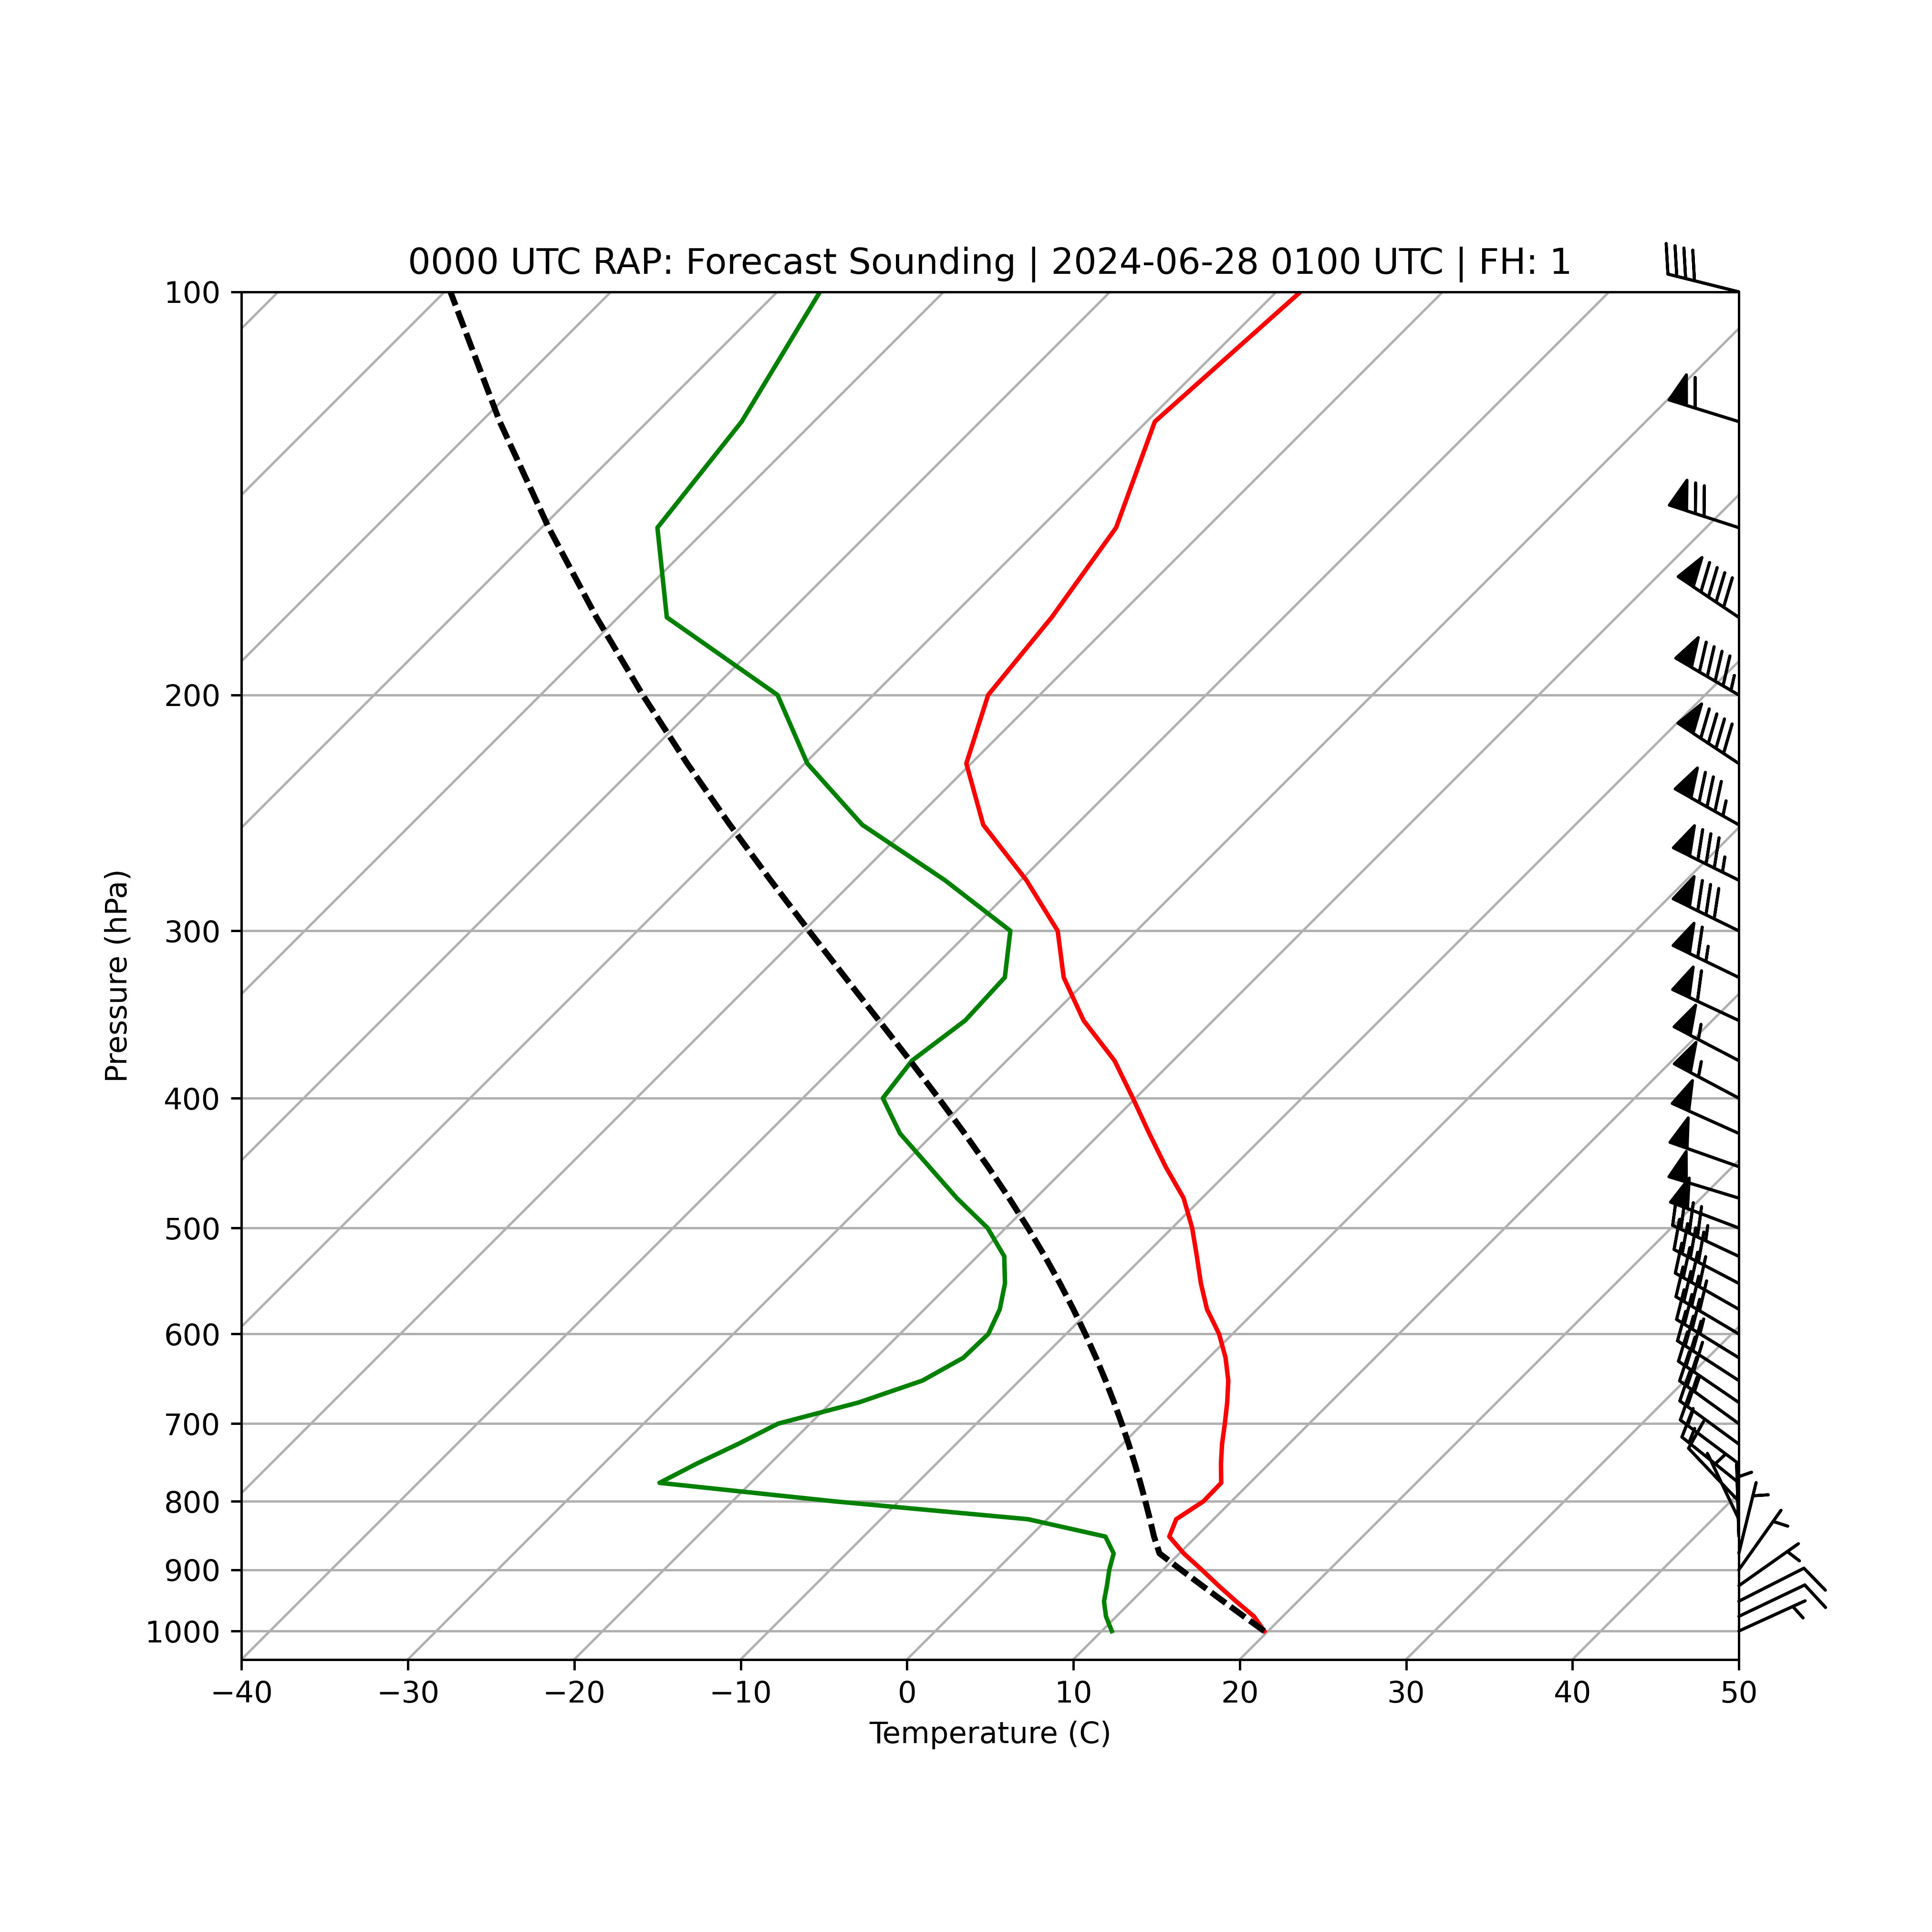 0000 UTC RAP: Forecast Sounding | 2024-06-28 0100 UTC | FH: 1
100
200
300
400
500
600
700
800
900
1000
Pressure (hPa)
−40 −30 −20 −10 0 10 20 30 40 50
Temperature (C)